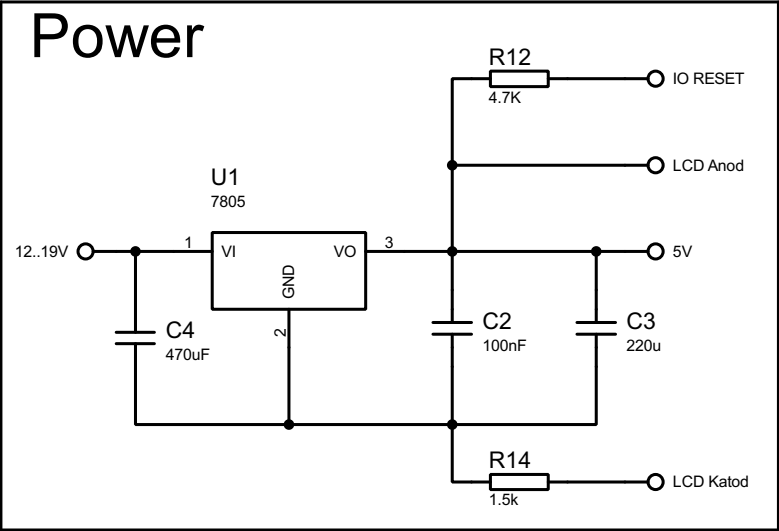 Power
R12
4.7K
IO RESET
LCD Anod
U1
7805
12..19V
1
VI
VO
3
5V
GND
2
C4
470uF
C2
100nF
C3
220u
R14
1.5k
LCD Katod